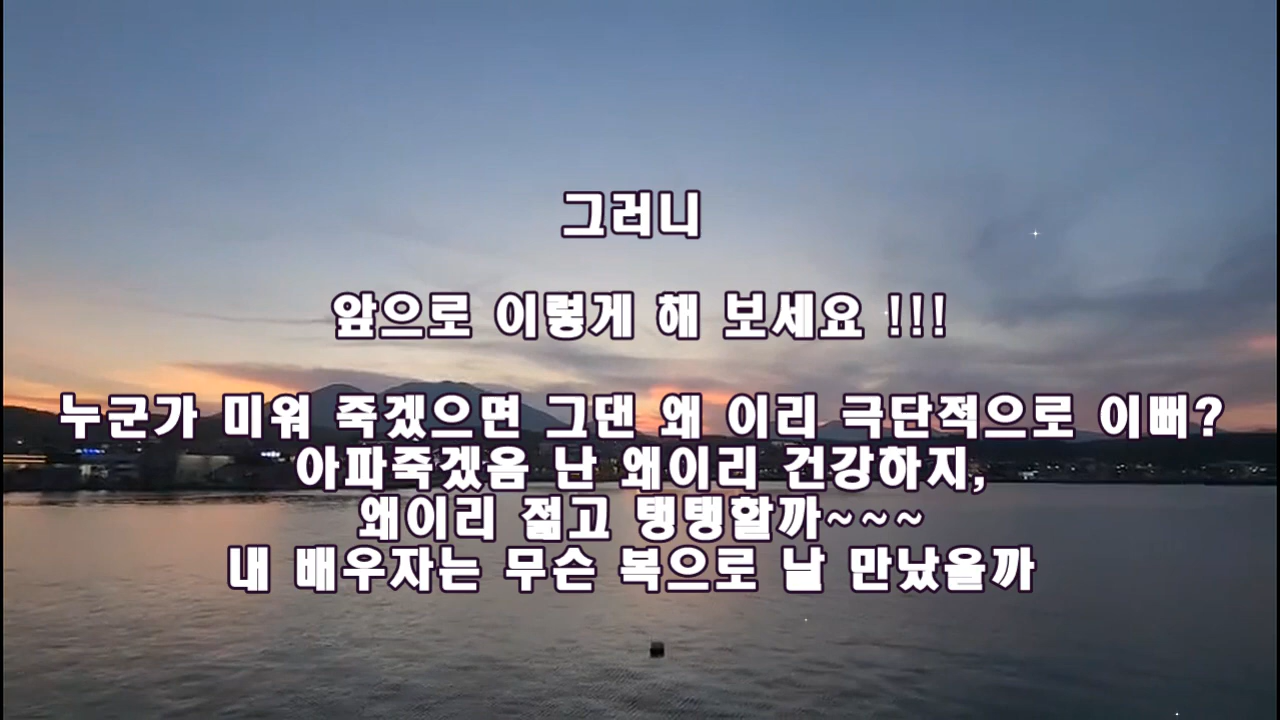 그러니
앞으로 이렇게 해 보세요 !!!
누군가 미워 죽겠으면 그댄 왜 이리 극단적으로 이뻐?
아파죽겠음 난 왜이리 건강하지,
왜이리 젊고 탱탱할까~~~
내 배우자는 무슨 복으로 날 만났을까